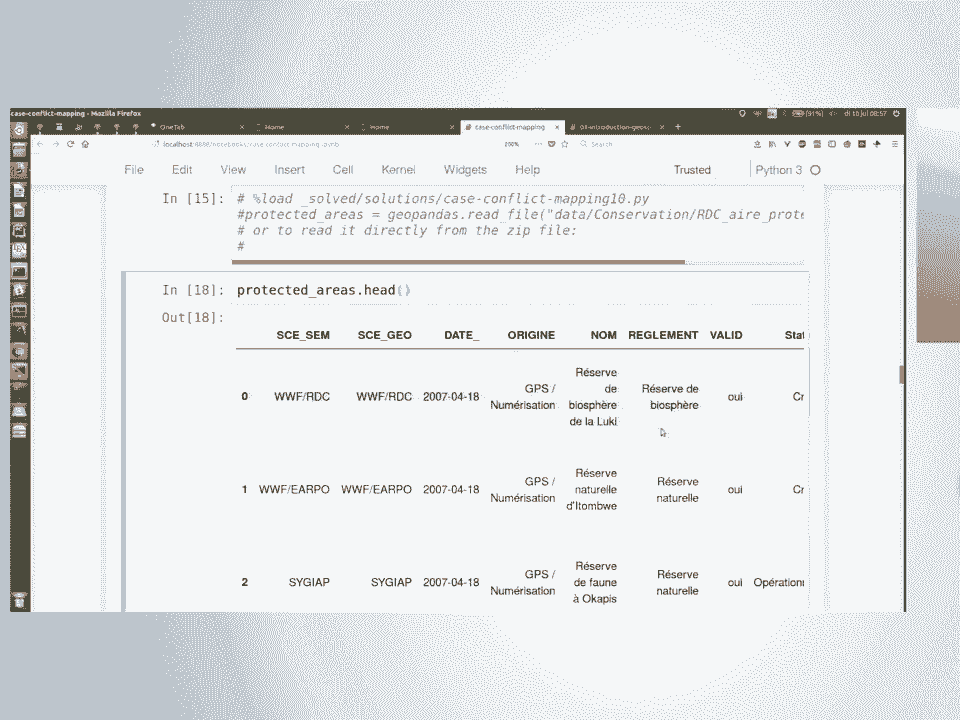 case-conflict-mapping - Mozilla Firefox
(91%) di 10 jul 08:57
OneTab Home Home case-conflict-mapping 01-introduction-geos
localhost:8888/notebooks/case-conflict-mapping.ipynb Search
File Edit View Insert Cell Kernel Widgets Help Trusted Python 3
In [15]: # %load _solved/solutions/case-conflict-mapping10.py
#protected_areas = geopandas.read_file("data/Conservation/RDC_aire_prote
# or to read it directly from the zip file:
#
In [18]: protected_areas.head()
Out[18]:
SCE_SEM SCE_GEO DATE_ ORIGINE NOM REGLEMENT VALID Stat
0 WWF/RDC WWF/RDC 2007-04-18 GPS / Numérisation Réserve de biosphère de la Luki Réserve de biosphère oui Cr
1 WWF/EARPO WWF/EARPO 2007-04-18 GPS / Numérisation Réserve naturelle d'Itombwe Réserve naturelle oui Cr
2 SYGIAP SYGIAP 2007-04-18 GPS / Numérisation Réserve de faune à Okapis Réserve naturelle oui Opérationn